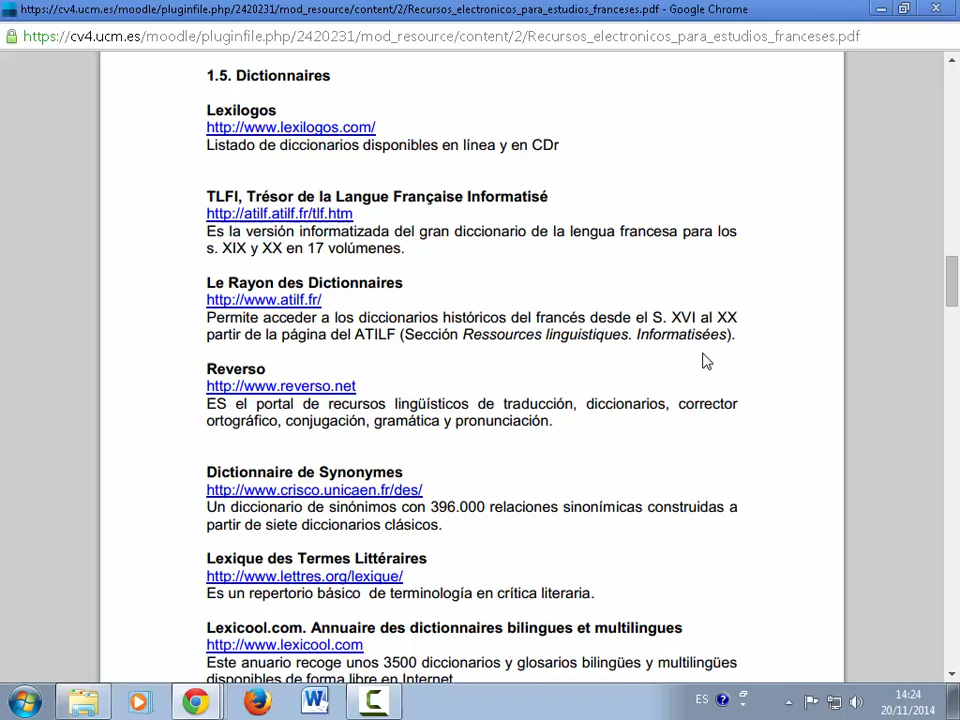 https://cv4.ucm.es/moodle/pluginfile.php/2420231/mod_resource/content/2/Recursos_electronicos_para_estudios_franceses.pdf - Google Chrome
https://cv4.ucm.es/moodle/pluginfile.php/2420231/mod_resource/content/2/Recursos_electronicos_para_estudios_franceses.pdf
1.5. Dictionnaires
Lexilogos
http://www.lexilogos.com/
Listado de diccionarios disponibles en línea y en CDr
TLFI, Trésor de la Langue Française Informatisé
http://atilf.atilf.fr/tlf.htm
Es la versión informatizada del gran diccionario de la lengua francesa para los
s. XIX y XX en 17 volúmenes.
Le Rayon des Dictionnaires
http://www.atilf.fr/
Permite acceder a los diccionarios históricos del francés desde el S. XVI al XX
partir de la página del ATILF (Sección Ressources linguistiques. Informatisées).
Reverso
http://www.reverso.net
ES el portal de recursos lingüísticos de traducción, diccionarios, corrector
ortográfico, conjugación, gramática y pronunciación.
Dictionnaire de Synonymes
http://www.crisco.unicaen.fr/des/
Un diccionario de sinónimos con 396.000 relaciones sinonímicas construidas a
partir de siete diccionarios clásicos.
Lexique des Termes Littéraires
http://www.lettres.org/lexique/
Es un repertorio básico de terminología en crítica literaria.
Lexicool.com. Annuaire des dictionnaires bilingues et multilingues
http://www.lexicool.com
Este anuario recoge unos 3500 diccionarios y glosarios bilingües y multilingües
disponibles de forma libre en Internet
ES
14:24
20/11/2014